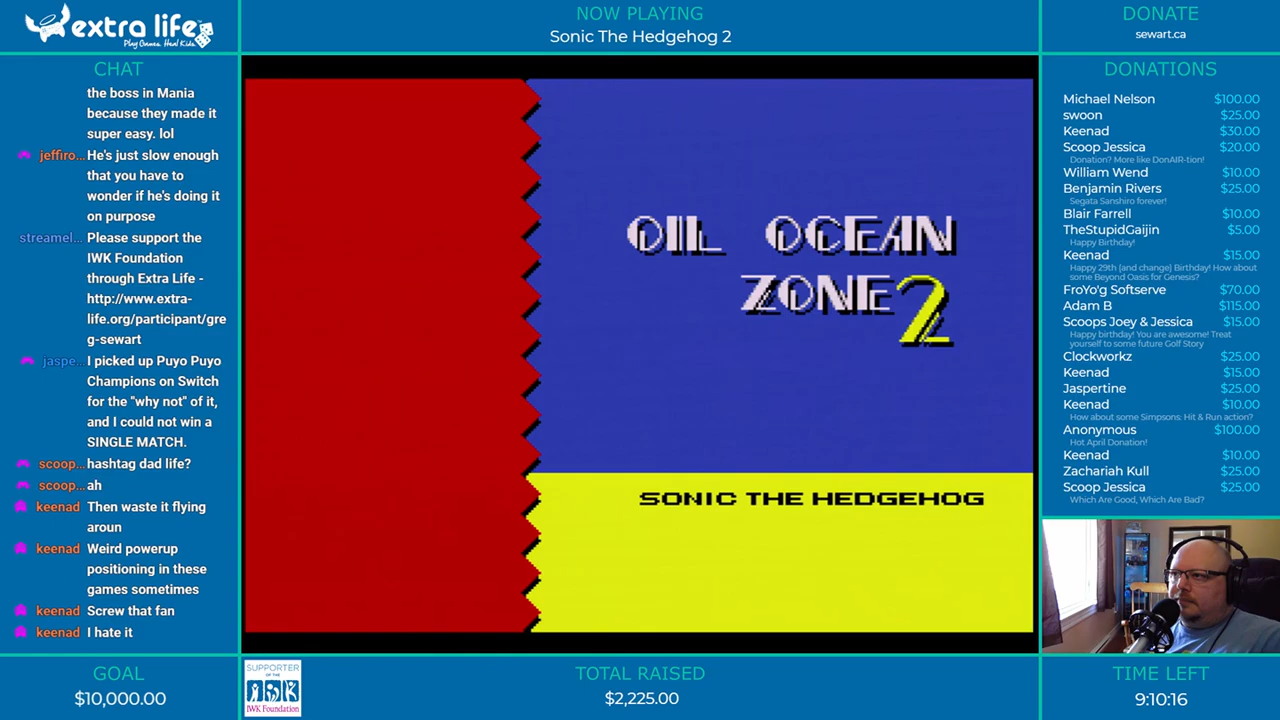 extra life
Play Games. Heal Kids.
NOW PLAYING
Sonic The Hedgehog 2
DONATE
sewart.ca
CHAT
the boss in Mania
because they made it
super easy. lol
jeffiro... He's just slow enough
that you have to
wonder if he's doing it
on purpose
streamel... Please support the
IWK Foundation
through Extra Life -
http://www.extra-
life.org/participant/gre
g-sewart
jaspe... I picked up Puyo Puyo
Champions on Switch
for the "why not" of it,
and I could not win a
SINGLE MATCH.
scoop... hashtag dad life?
scoop... ah
keenad Then waste it flying
aroun
keenad Weird powerup
positioning in these
games sometimes
keenad Screw that fan
keenad I hate it
OIL OCEAN
ZONE 2
SONIC THE HEDGEHOG
DONATIONS
Michael Nelson $100.00
swoon $25.00
Keenad $30.00
Scoop Jessica $20.00
Donation? More like DonAIR-tion!
William Wend $10.00
Benjamin Rivers $25.00
Segata Sanshiro forever!
Blair Farrell $10.00
TheStupidGaijin $5.00
Happy Birthday!
Keenad $15.00
Happy 29th (and change) Birthday! How about
some Beyond Oasis for Genesis?
FroYo'g Softserve $70.00
Adam B $115.00
Scoops Joey & Jessica $15.00
Happy birthday! You are awesome! Treat
yourself to some future Golf Story
Clockworkz $25.00
Keenad $15.00
Jaspertine $25.00
Keenad $10.00
How about some Simpsons: Hit & Run action?
Anonymous $100.00
Hot April Donation!
Keenad $10.00
Zachariah Kull $25.00
Scoop Jessica $25.00
Which Are Good, Which Are Bad?
GOAL
$10,000.00
SUPPORTER
OF THE
IWK
IWK Foundation
TOTAL RAISED
$2,225.00
TIME LEFT
9:10:16